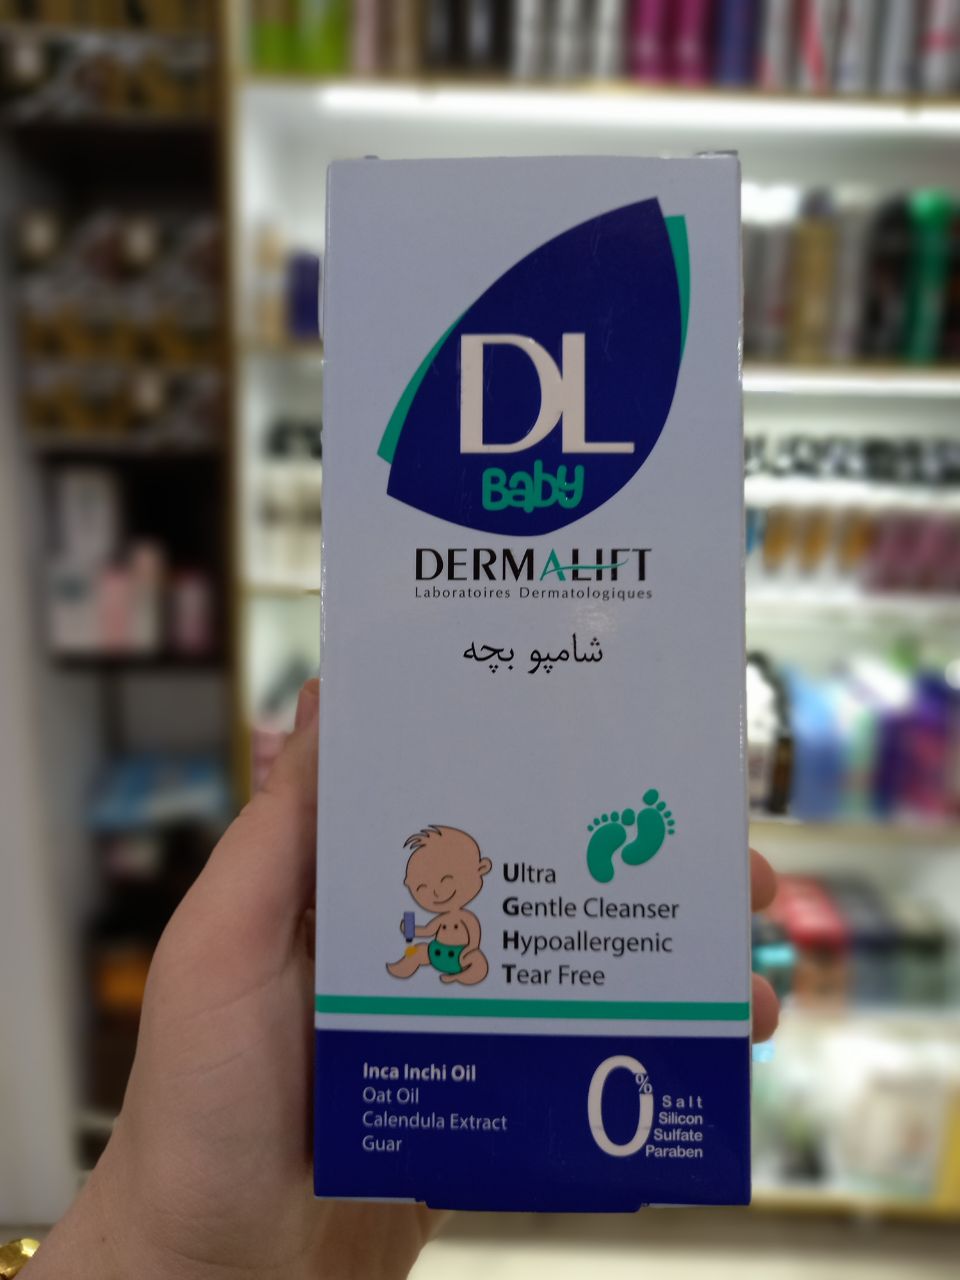 DL
Baby
DERMALIFT
Laboratoires Dermatologiques
شامپو بچه
Ultra
Gentle Cleanser
Hypoallergenic
Tear Free
Inca Inchi Oil
Oat Oil
Calendula Extract
Guar
0%
Salt
Silicon
Sulfate
Paraben